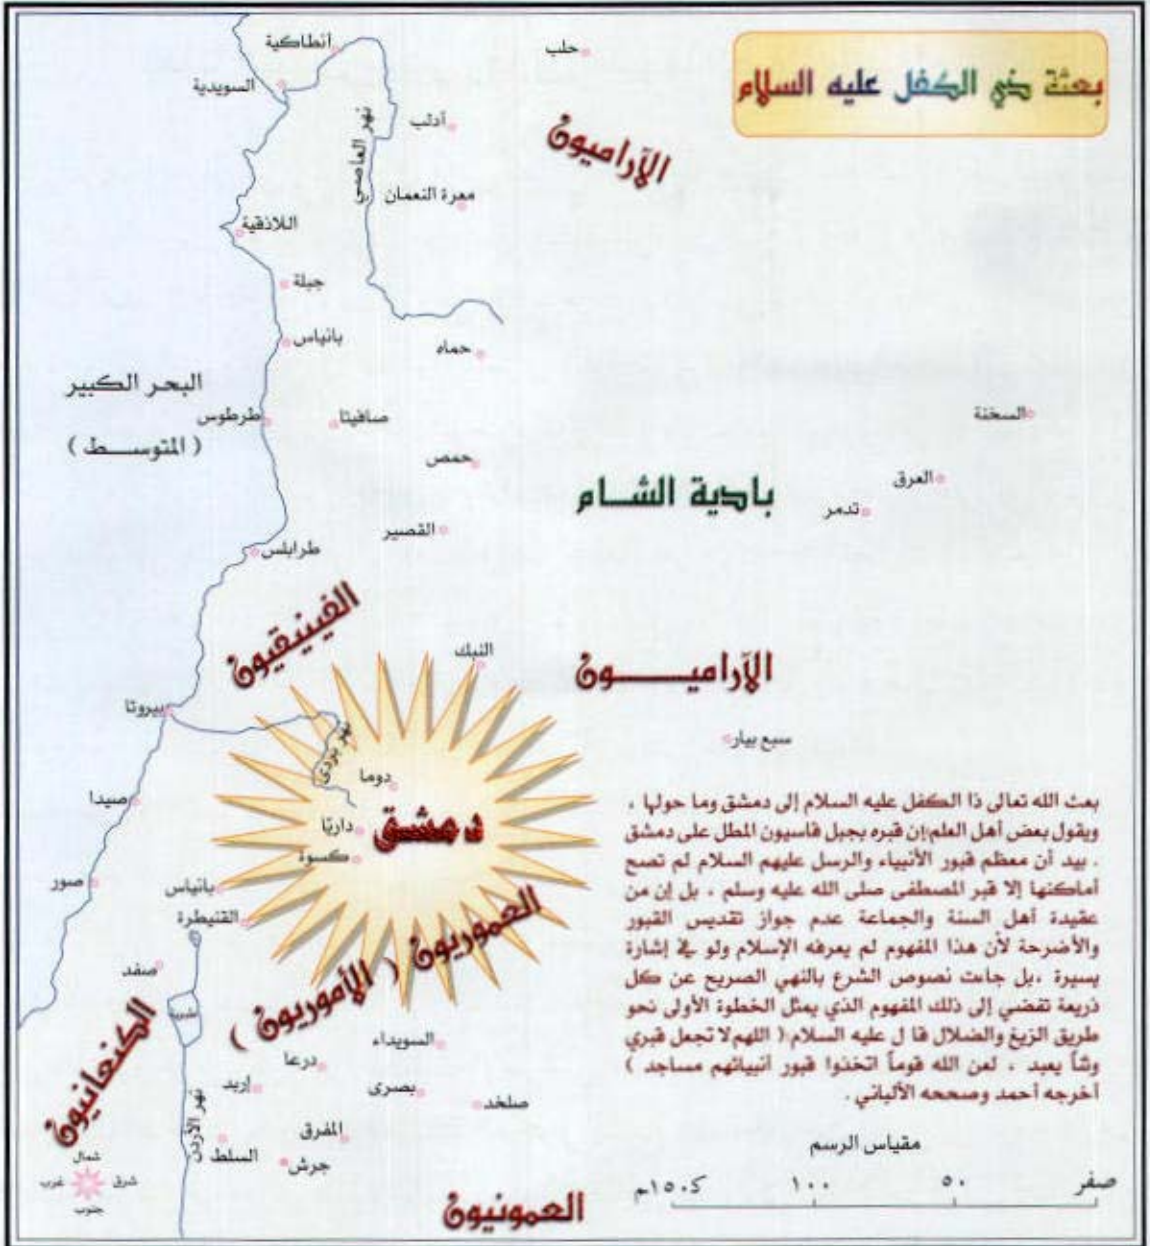 بعثة ذي الكفل عليه السلام
أنطاكية
حلب
السويدية
أدلب
نهر العاصي
الآراميون
معرة النعمان
اللاذقية
جبلة
بانياس
حماه
البحر الكبير
( المتوســط )
طرطوس
صافيتا
السخنة
حمص
العرق
بادية الشــام
تدمر
القصير
طرابلس
الفينيقيون
النبك
الآراميــــون
بيروتا
سبع بيار
نهر بردى
دوما
صيدا
داريّا
دمشق
كسوة
صور
بانياس
القنيطرة
العموريون ( الأموريون )
صفد
طبرية
الكنعانيون
السويداء
درعا
إربد
بصرى
صلخد
نهر الأردن
المفرق
السلط
جرش
العمونيون
شمال
شرق
غرب
جنوب
بعث الله تعالى ذا الكفل عليه السلام إلى دمشق وما حولها ،
ويقول بعض أهل العلم:إن قبره بجبل قاسيون المطل على دمشق
. بيد أن معظم قبور الأنبياء والرسل عليهم السلام لم تصح
أماكنها إلا قبر المصطفى صلى الله عليه وسلم ، بل إن من
عقيدة أهل السنة والجماعة عدم جواز تقديس القبور
والأضرحة لأن هذا المفهوم لم يعرفه الإسلام ولو في إشارة
يسيرة ،بل جاءت نصوص الشرع بالنهي الصريح عن كل
ذريعة تفضي إلى ذلك المفهوم الذي يمثل الخطوة الأولى نحو
طريق الزيغ والضلال قا ل عليه السلام:( اللهم لا تجعل قبري
وثناً يعبد ، لعن الله قوماً اتخذوا قبور أنبيائهم مساجد )
أخرجه أحمد وصححه الألباني .
مقياس الرسم
صفر ٥٠ ١٠٠ ١٥٠كم